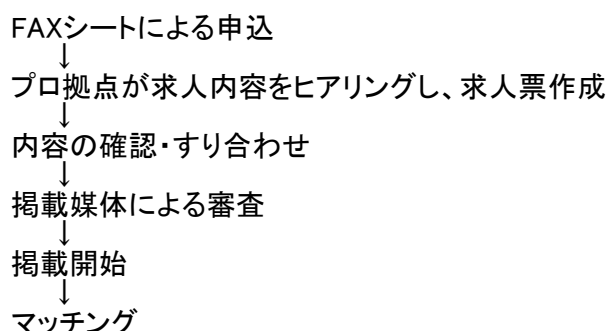 FAXシートによる申込
↓
プロ拠点が求人内容をヒアリングし、求人票作成
↓
内容の確認・すり合わせ
↓
掲載媒体による審査
↓
掲載開始
↓
マッチング